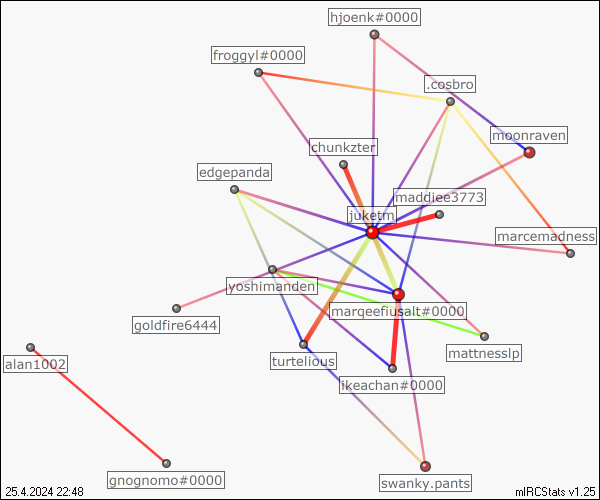 hjoenk#0000
froggyl#0000
.cosbro
moonraven
chunkzter
edgepanda
maddiee3773
juketm
marcemadness
yoshimanden
marqeefiusalt#0000
goldfire6444
mattnesslp
turtelious
alan1002
ikeachan#0000
gnognomo#0000
swanky.pants
25.4.2024 22:48
mIRCStats v1.25